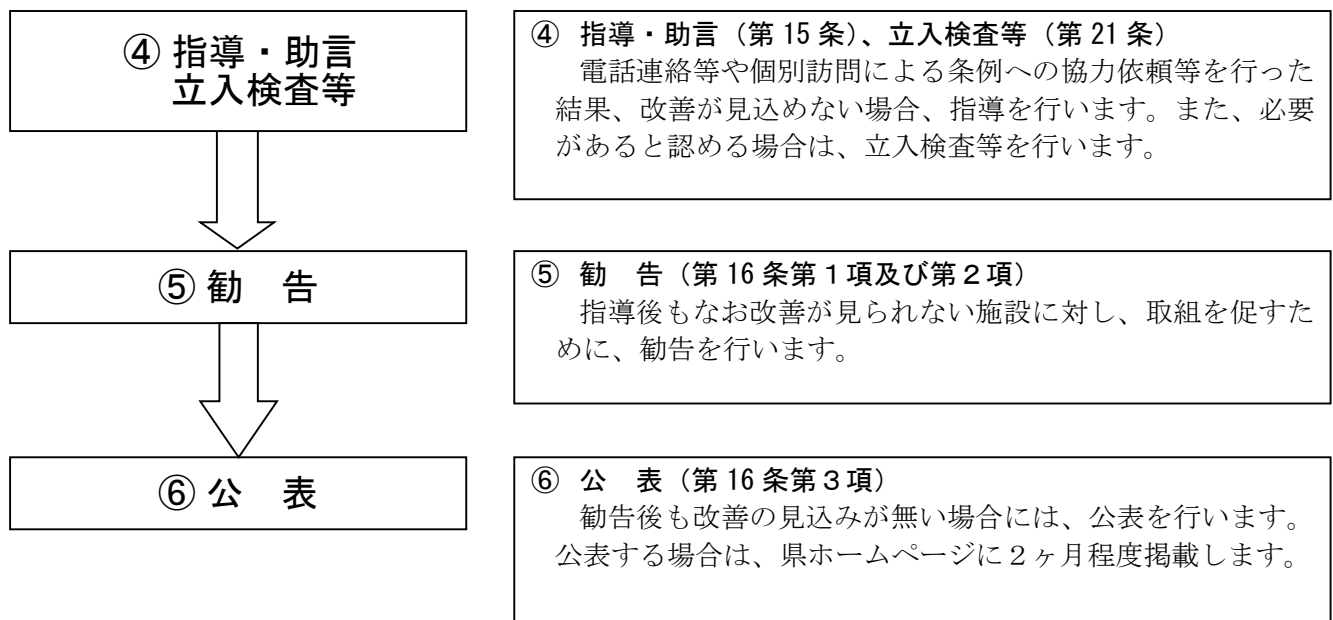 ④ 指導・助言
立入検査等
④ 指導・助言（第15条）、立入検査等（第21条）
電話連絡等や個別訪問による条例への協力依頼等を行った
結果、改善が見込めない場合、指導を行います。また、必要
があると認める場合は、立入検査等を行います。
⑤ 勧　告
⑤ 勧　告（第16条第１項及び第２項）
指導後もなお改善が見られない施設に対し、取組を促すた
めに、勧告を行います。
⑥ 公　表
⑥ 公　表（第16条第３項）
勧告後も改善の見込みが無い場合には、公表を行います。
公表する場合は、県ホームページに２ヶ月程度掲載します。